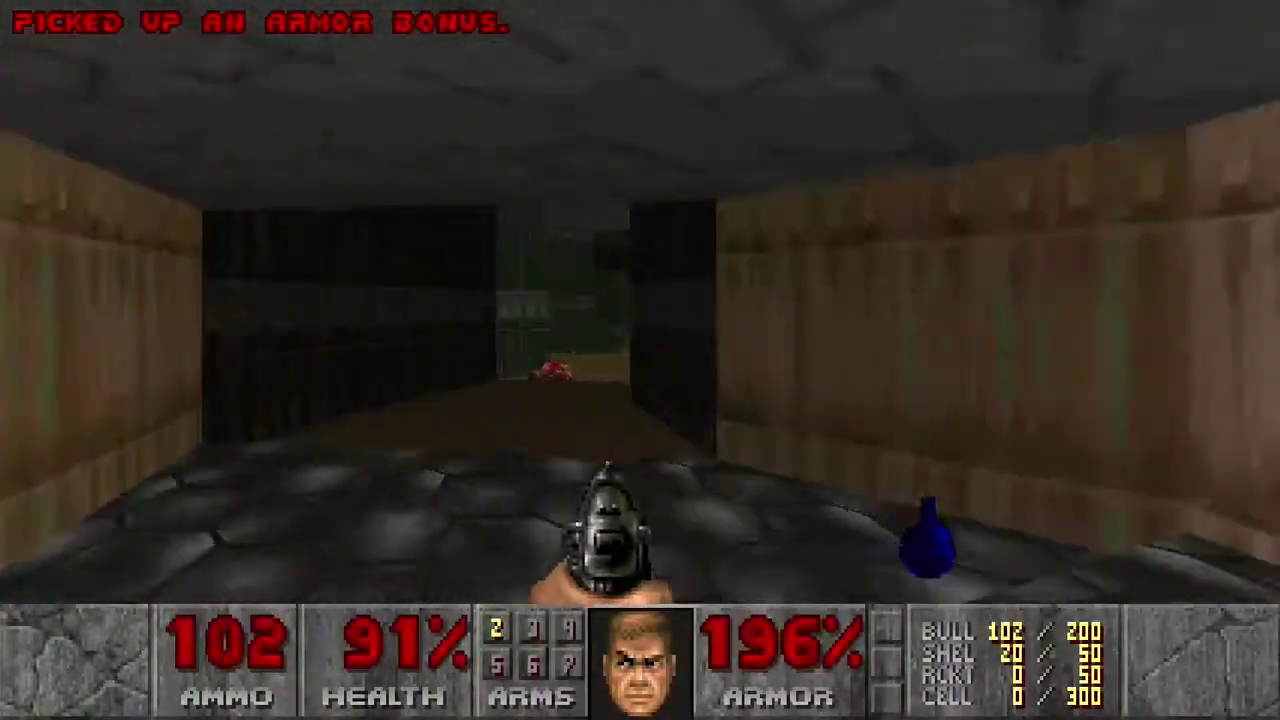 PICKED UP AN ARMOR BONUS.
102 91% 2 3 4 196% BULL 102 / 200
5 6 7 SHEL 20 / 50
RCKT 0 / 50
AMMO HEALTH ARMS ARMOR CELL 0 / 300